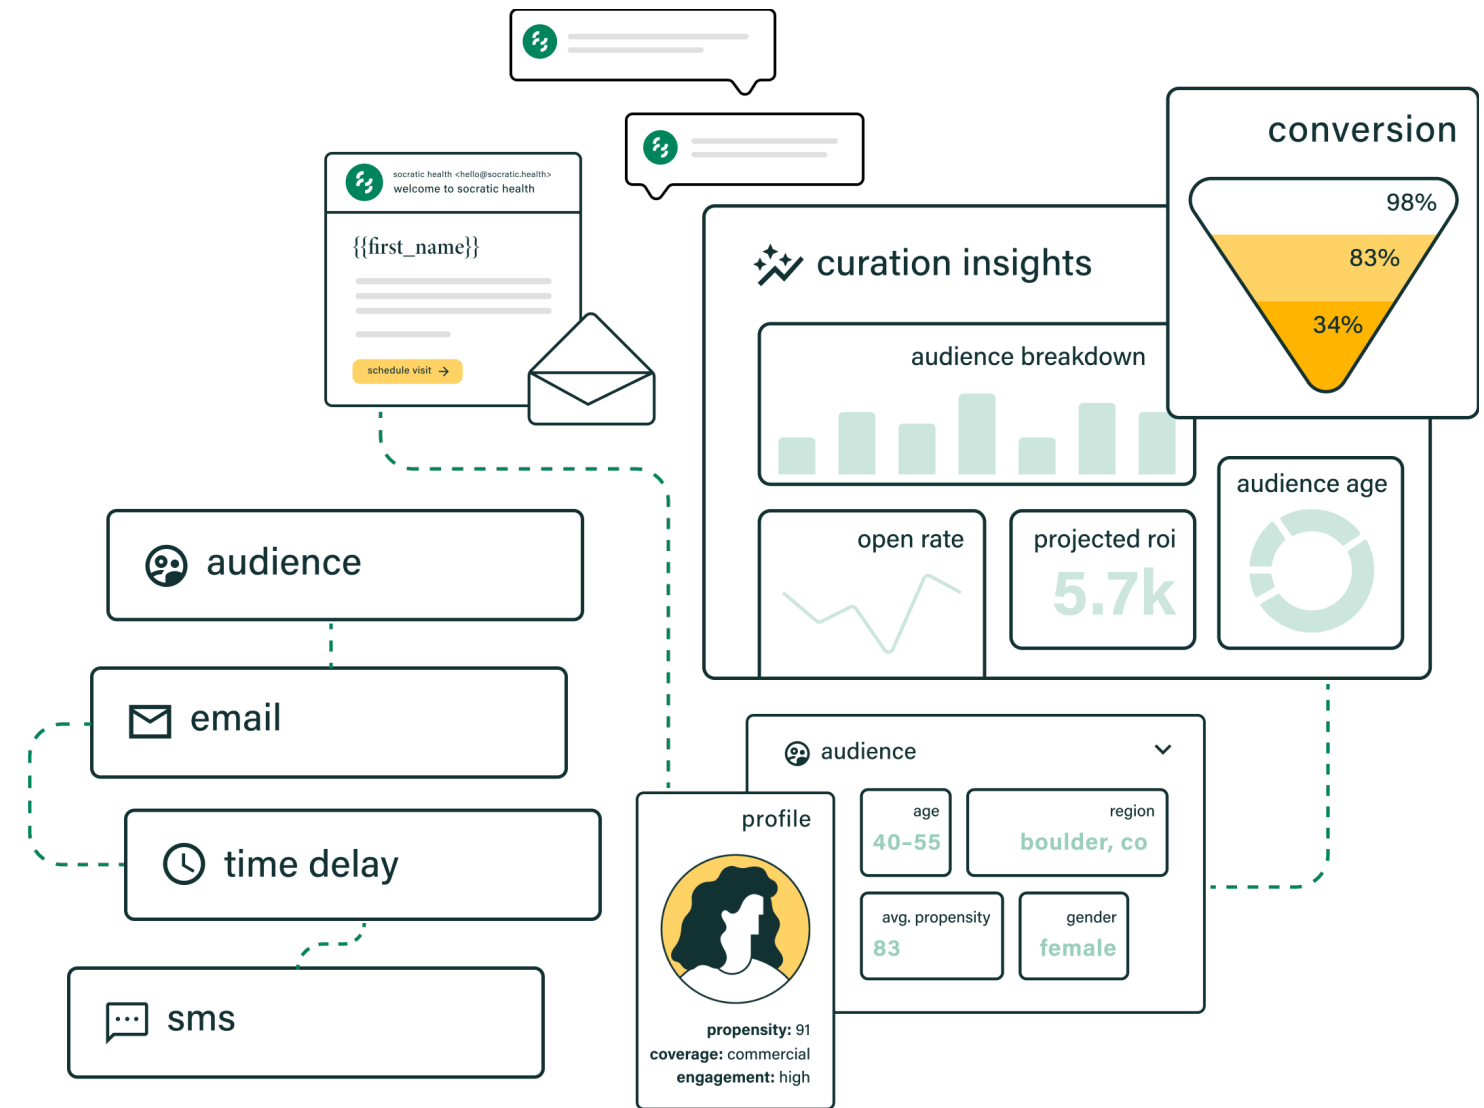 socratic health <hello@socratic.health>
welcome to socratic health
{{first_name}}
schedule visit
conversion
98%
83%
34%
curation insights
audience breakdown
open rate
projected roi
5.7k
audience age
audience
email
time delay
sms
audience
age
40-55
region
boulder, co
avg. propensity
83
gender
female
profile
propensity: 91
coverage: commercial
engagement: high